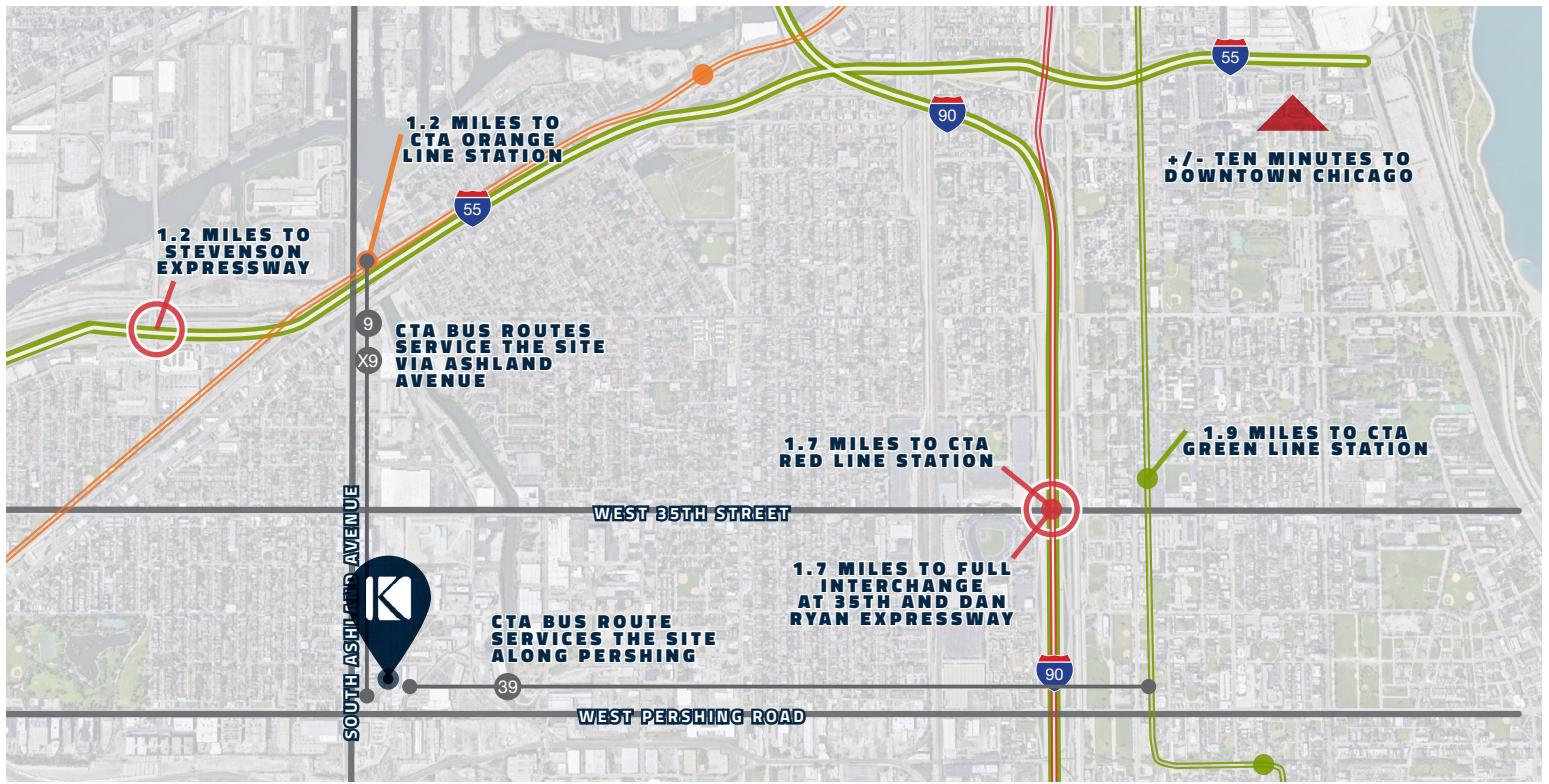 55
90
1.2 MILES TO
CTA ORANGE
LINE STATION
+/- TEN MINUTES TO
DOWNTOWN CHICAGO
55
1.2 MILES TO
STEVENSON
EXPRESSWAY
9
X9
CTA BUS ROUTES
SERVICE THE SITE
VIA ASHLAND
AVENUE
1.7 MILES TO CTA
RED LINE STATION
1.9 MILES TO CTA
GREEN LINE STATION
WEST 35TH STREET
SOUTH ASHLAND AVENUE
K
1.7 MILES TO FULL
INTERCHANGE
AT 35TH AND DAN
RYAN EXPRESSWAY
CTA BUS ROUTE
SERVICES THE SITE
ALONG PERSHING
39
90
WEST PERSHING ROAD